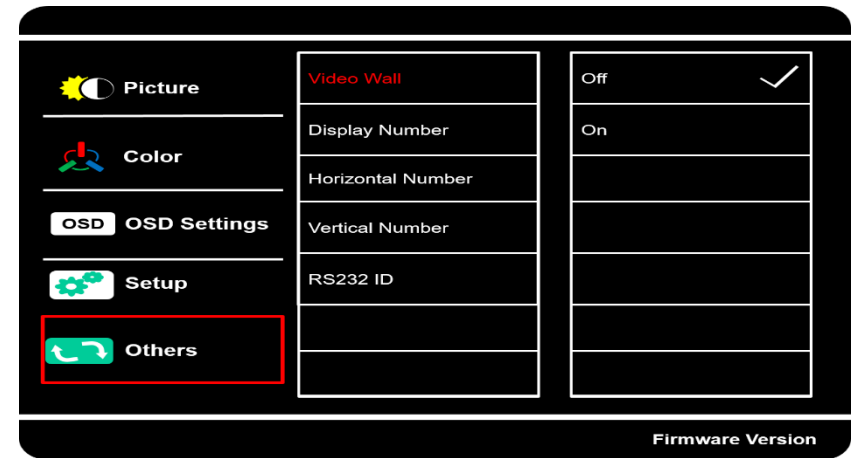 Picture
Color
OSD OSD Settings
Setup
Others
Video Wall
Display Number
Horizontal Number
Vertical Number
RS232 ID
Off
On
Firmware Version